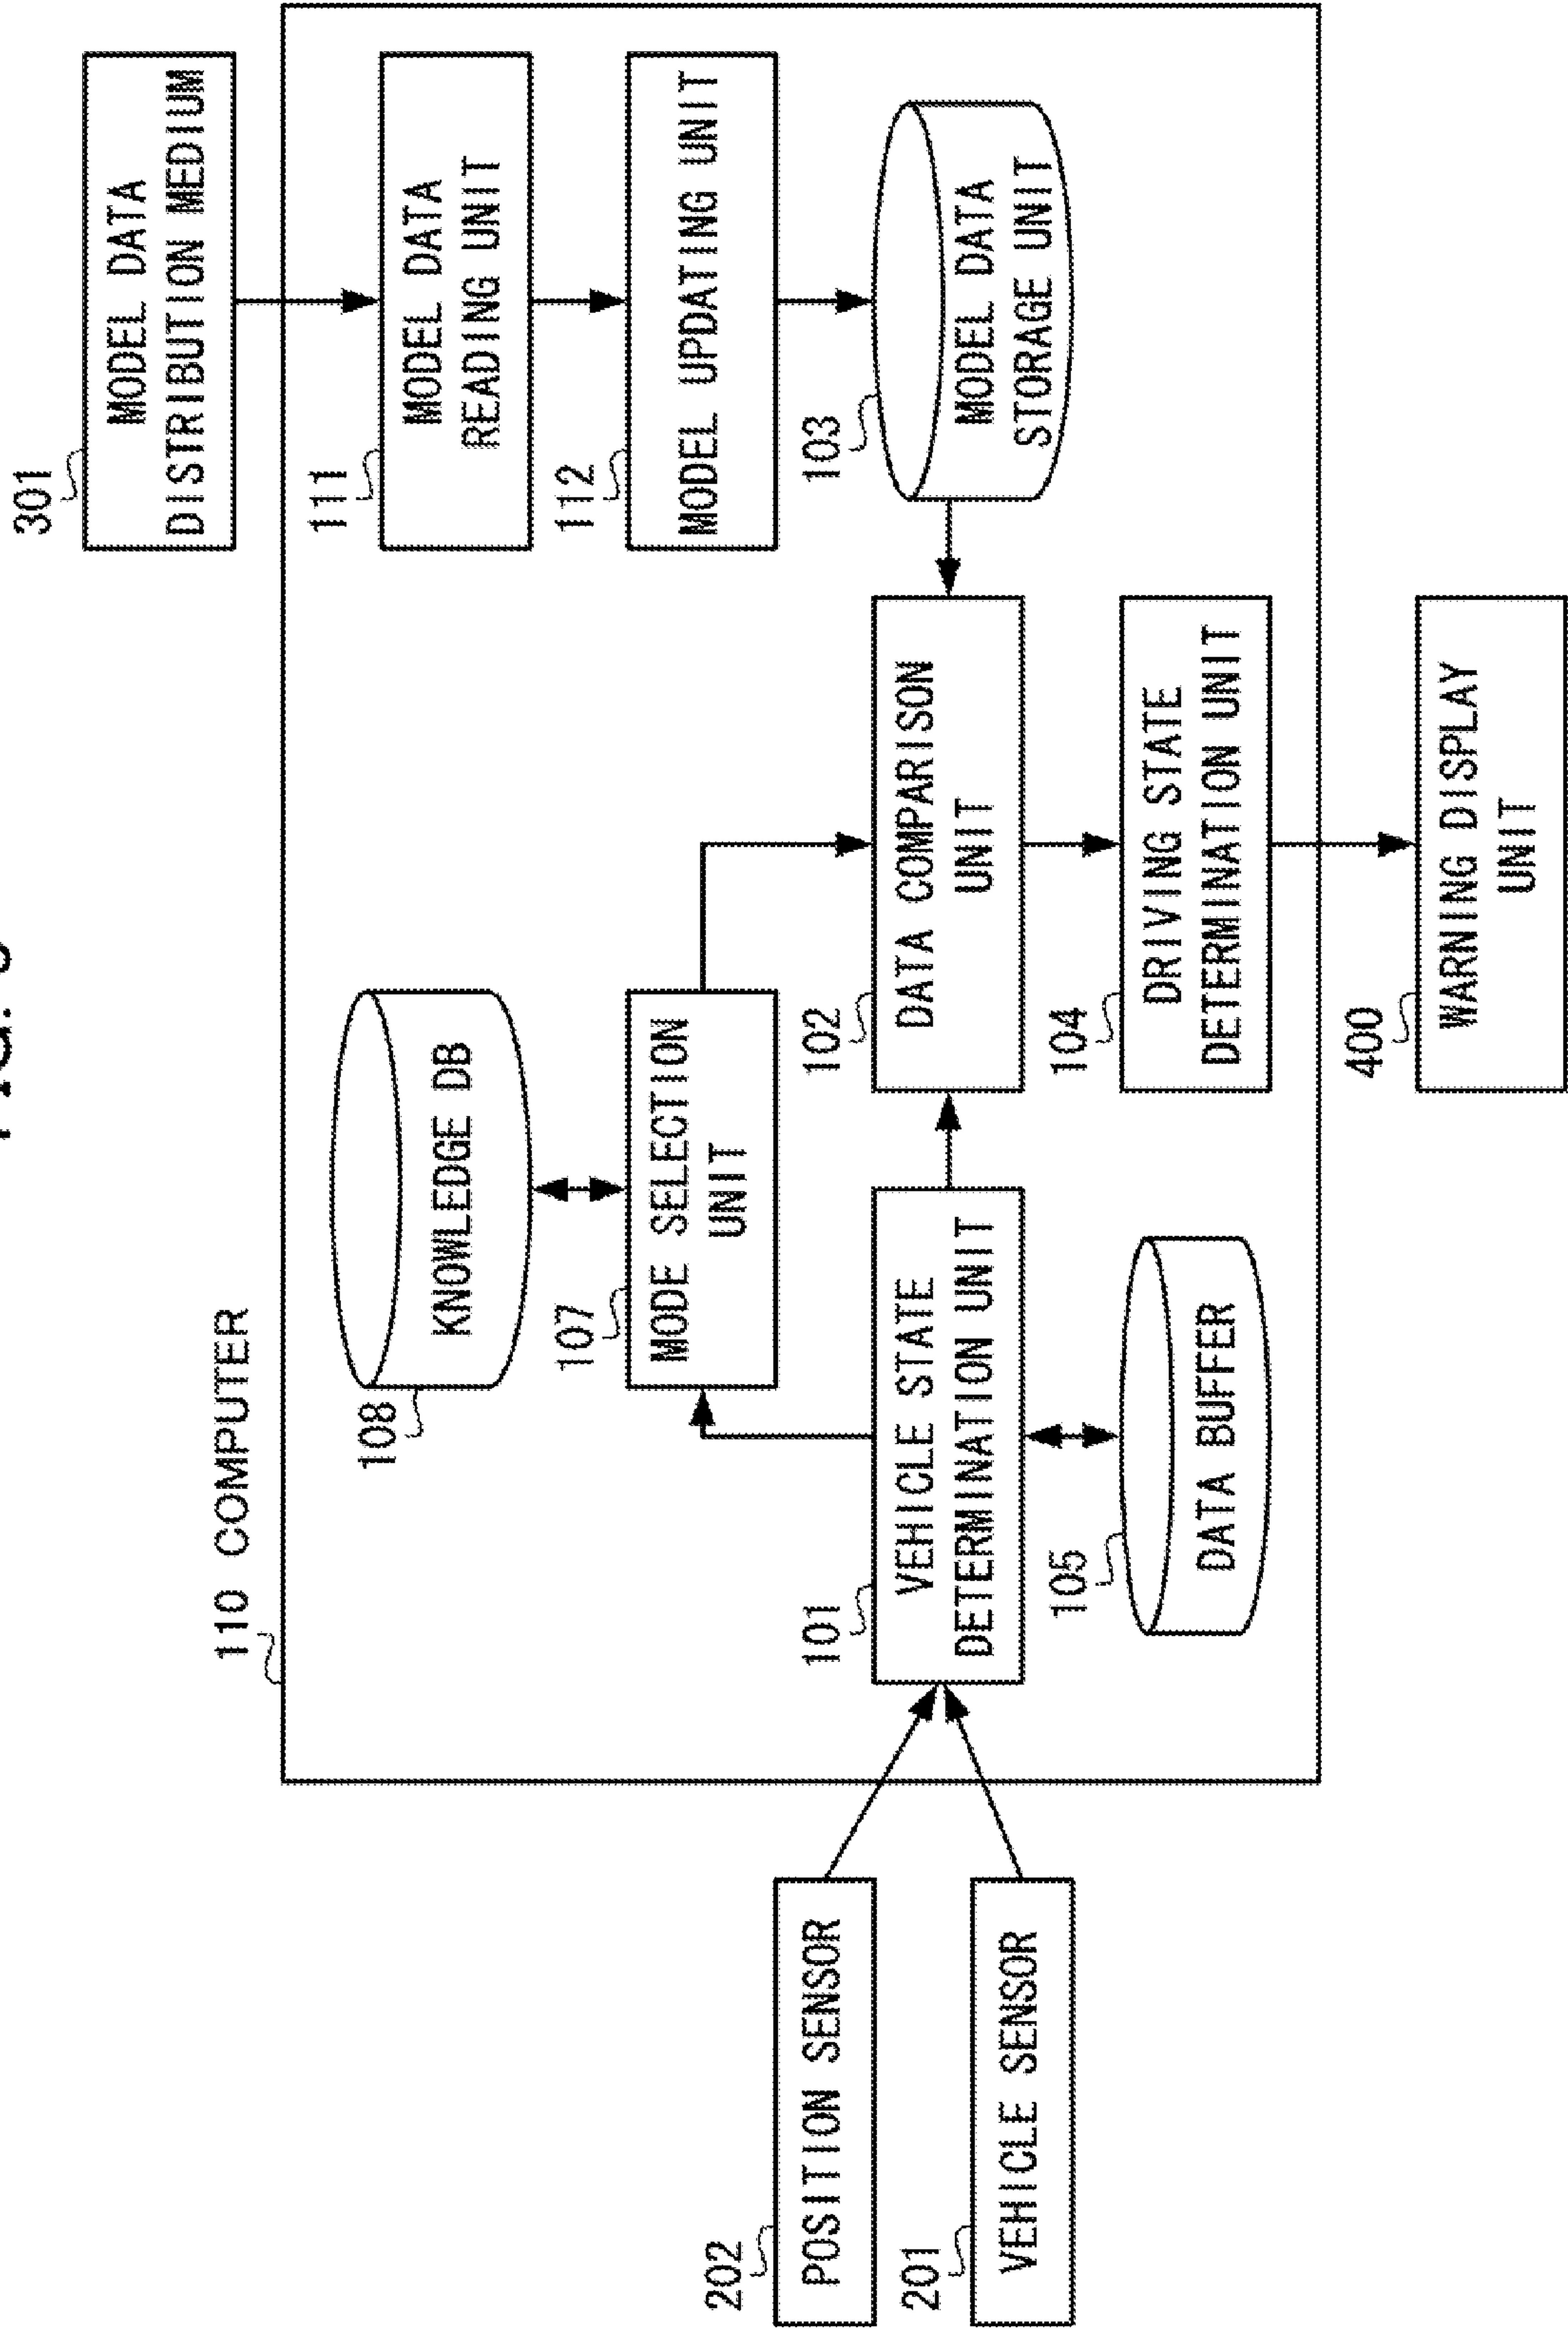 110 COMPUTER
301
MODEL DATA
DISTRIBUTION MEDIUM
108
KNOWLEDGE DB
111
MODEL DATA
READING UNIT
107
MODE SELECTION
UNIT
112
MODEL UPDATING UNIT
202
POSITION SENSOR
201
VEHICLE SENSOR
101
VEHICLE STATE
DETERMINATION UNIT
102
DATA COMPARISON
UNIT
103
MODEL DATA
STORAGE UNIT
105
DATA BUFFER
104
DRIVING STATE
DETERMINATION UNIT
400
WARNING DISPLAY
UNIT